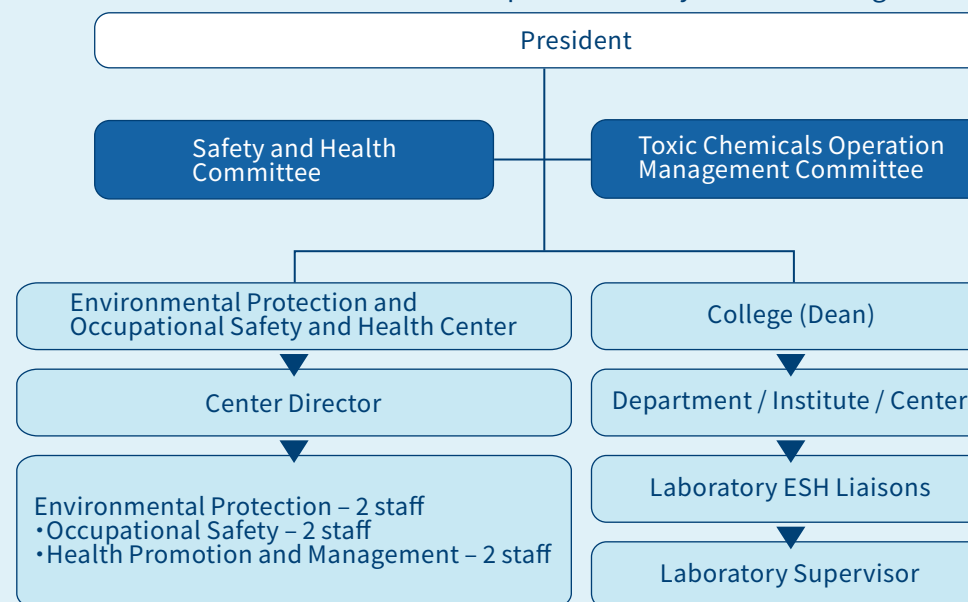 President
Safety and Health
Committee
Toxic Chemicals Operation
Management Committee
Environmental Protection and
Occupational Safety and Health Center
College (Dean)
Center Director
Department / Institute / Center
Environmental Protection – 2 staff
・Occupational Safety – 2 staff
・Health Promotion and Management – 2 staff
Laboratory ESH Liaisons
Laboratory Supervisor